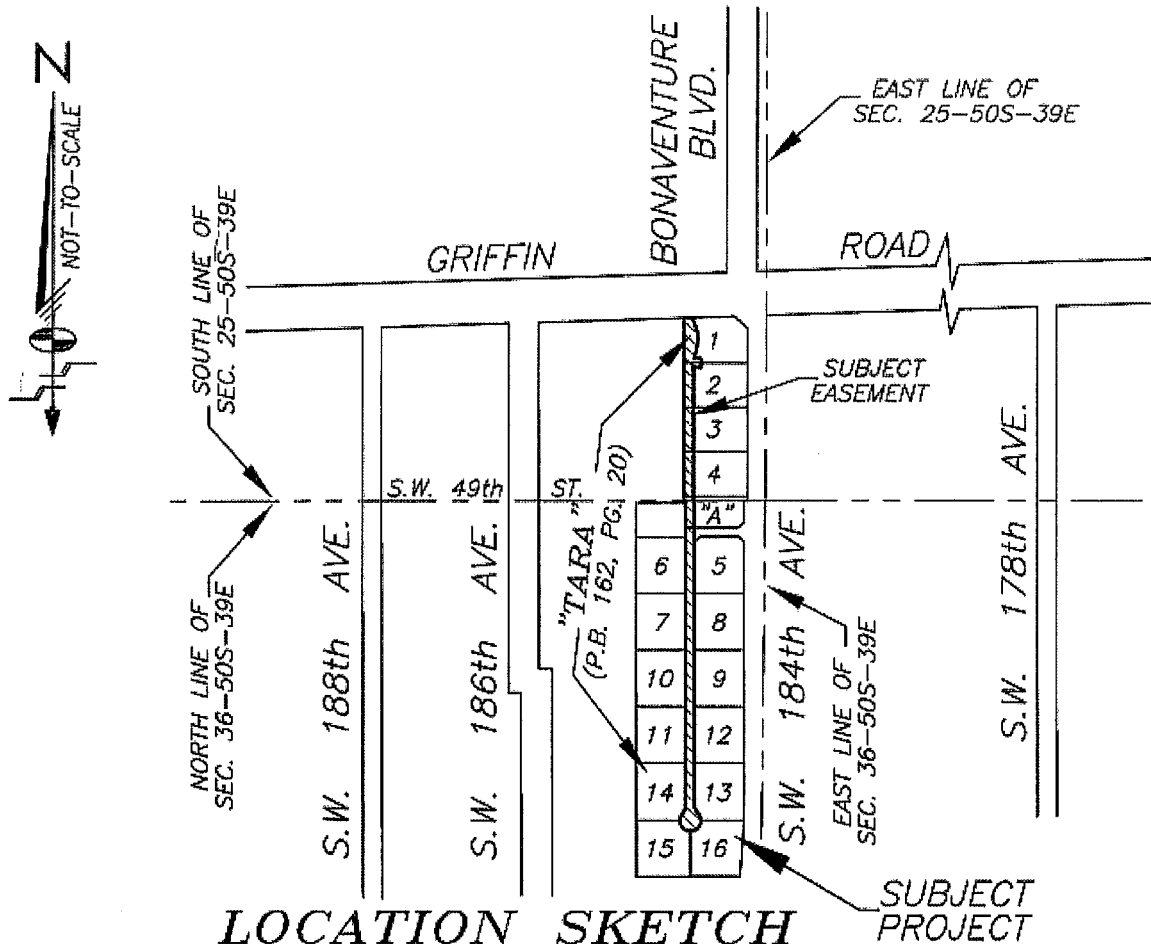 N
NOT-TO-SCALE
BONAVENTURE
BLVD.
EAST LINE OF
SEC. 25-50S-39E
SOUTH LINE OF
SEC. 25-50S-39E
GRIFFIN
ROAD
1
2
3
4
SUBJECT
EASEMENT
"TARA"
(P.B. 162, PG. 20)
S.W. 49th ST.
"A"
NORTH LINE OF
SEC. 36-50S-39E
S.W. 188th AVE.
S.W. 186th AVE.
6
5
7
8
10
9
11
12
14
13
15
16
S.W. 184th AVE.
EAST LINE OF
SEC. 36-50S-39E
S.W. 178th AVE.
SUBJECT
PROJECT
LOCATION SKETCH